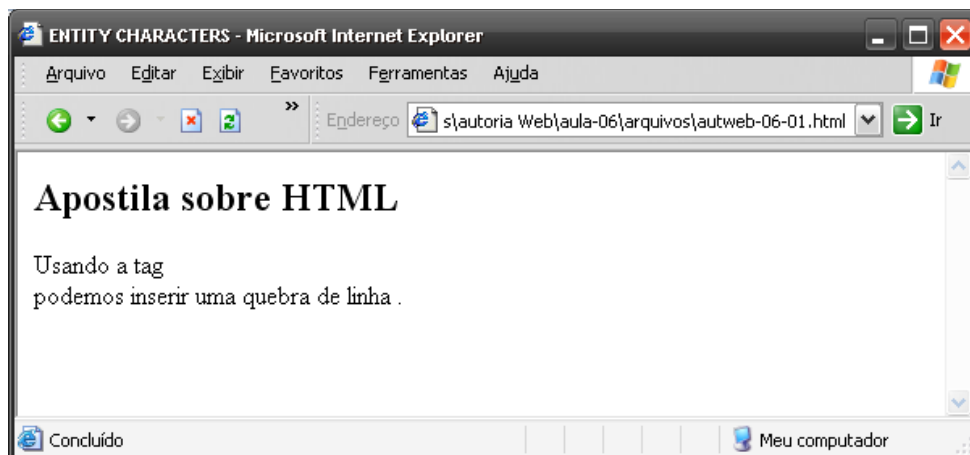 ENTITY CHARACTERS - Microsoft Internet Explorer
Arquivo Editar Exibir Favoritos Ferramentas Ajuda
» Endereço s\autoria Web\aula-06\arquivos\autweb-06-01.html Ir
Apostila sobre HTML
Usando a tag
podemos inserir uma quebra de linha .
Concluído Meu computador